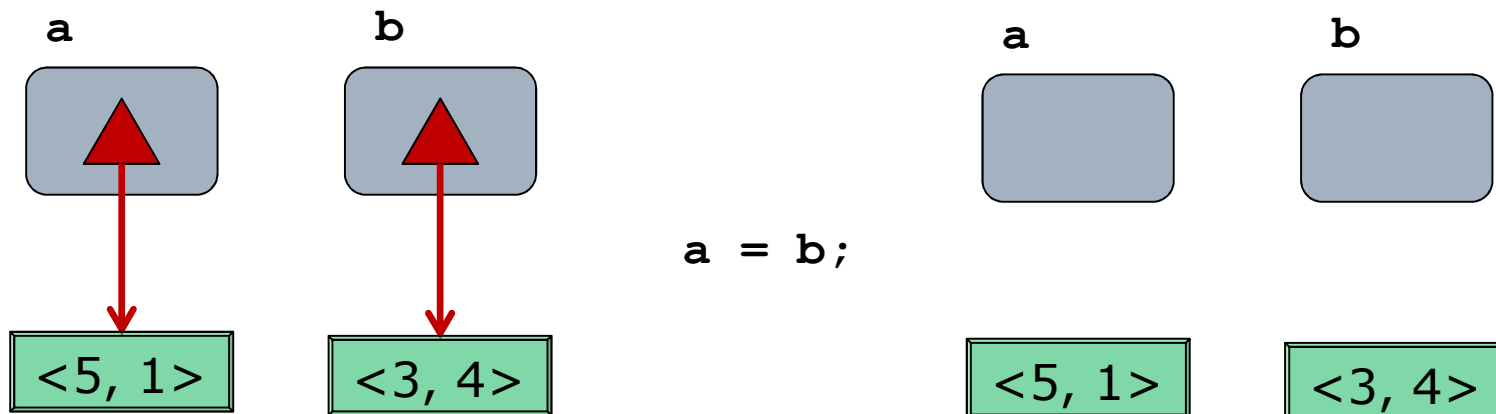 a b a b
a = b;
<5, 1> <3, 4> <5, 1> <3, 4>